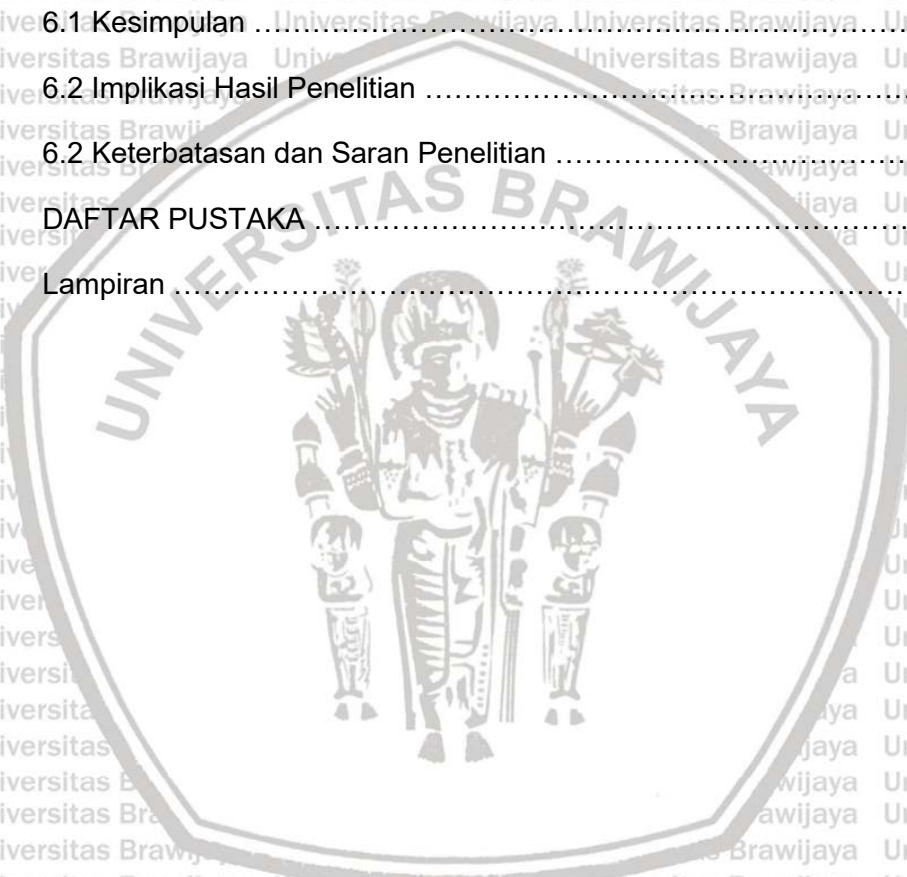 6.1 Kesimpulan ……………………………………………………………
6.2 Implikasi Hasil Penelitian ……………………………………………
6.2 Keterbatasan dan Saran Penelitian …………………………………
DAFTAR PUSTAKA …………………………………………………………
Lampiran ……………………………………………………………………
UNIVERSITAS BRAWIJAYA